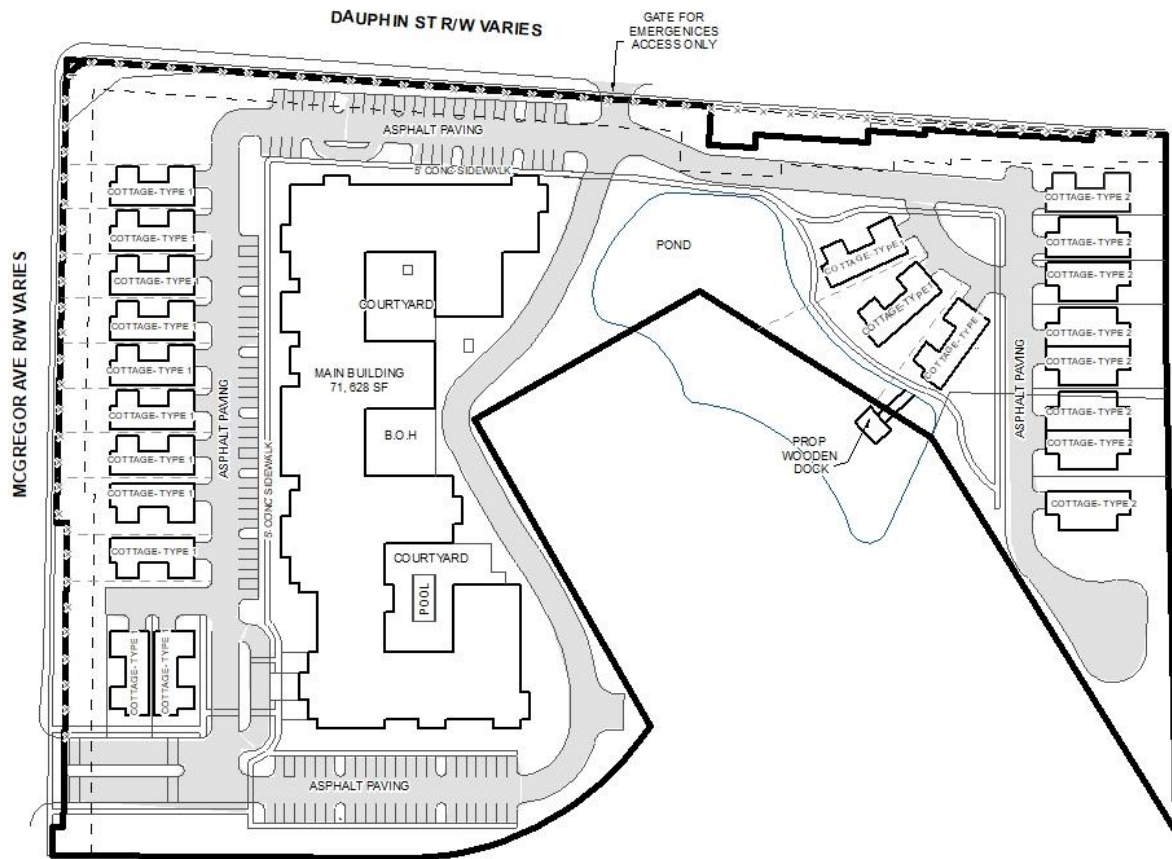 DAUPHIN ST R/W VARIES
GATE FOR
EMERGENICES
ACCESS ONLY
ASPHALT PAVING
5' CONC SIDEWALK
MCGREGOR AVE R/W VARIES
COTTAGE-TYPE 1
COTTAGE-TYPE 1
COTTAGE-TYPE 1
COTTAGE-TYPE 1
COTTAGE-TYPE 1
COTTAGE-TYPE 1
COTTAGE-TYPE 1
COTTAGE-TYPE 1
COTTAGE-TYPE 1
COTTAGE-TYPE 1
COTTAGE-TYPE 1
ASPHALT PAVING
5' CONC SIDEWALK
COURTYARD
MAIN BUILDING
71, 628 SF
B.O.H
COURTYARD
POOL
ASPHALT PAVING
POND
COTTAGE-TYPE 1
COTTAGE-TYPE 1
COTTAGE-TYPE
PROP
WOODEN
DOCK
ASPHALT PAVING
COTTAGE-TYPE 2
COTTAGE-TYPE 2
COTTAGE-TYPE 2
COTTAGE-TYPE 2
COTTAGE-TYPE 2
COTTAGE-TYPE 2
COTTAGE-TYPE 2
COTTAGE-TYPE 2